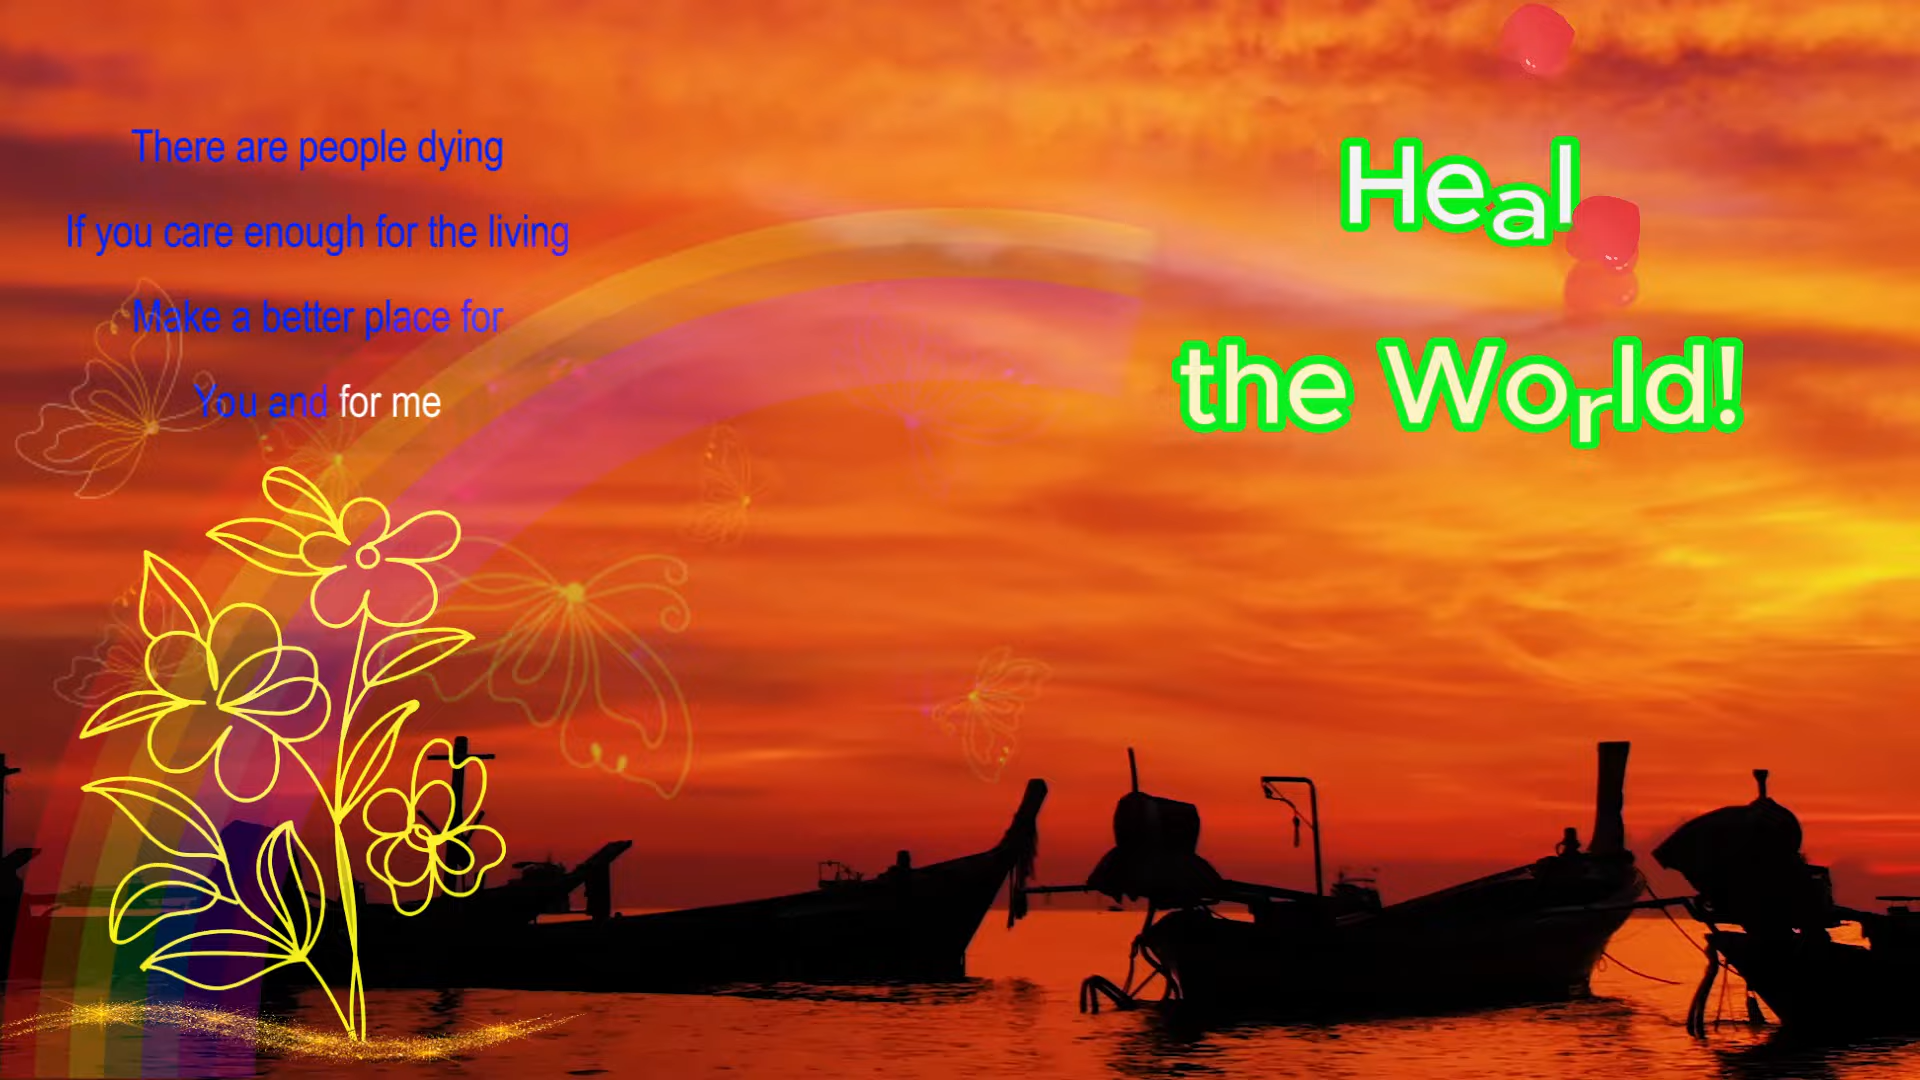 There are people dying
If you care enough for the living
Make a better place for
You and for me
Heal
the World!